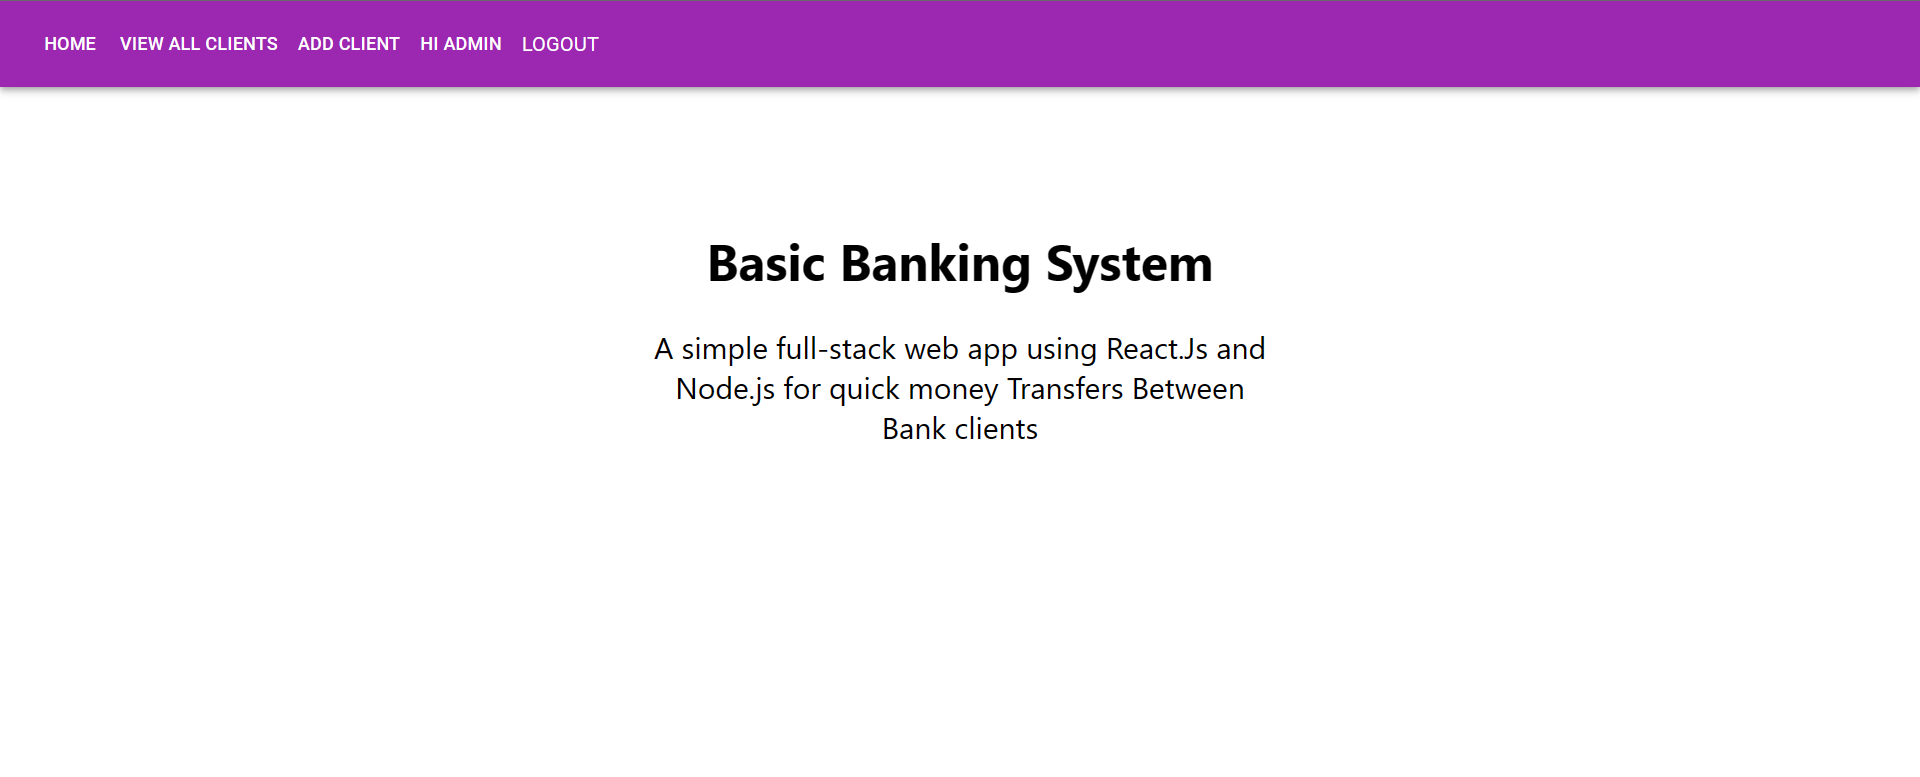 HOME VIEW ALL CLIENTS ADD CLIENT HI ADMIN LOGOUT
Basic Banking System
A simple full-stack web app using React.Js and
Node.js for quick money Transfers Between
Bank clients